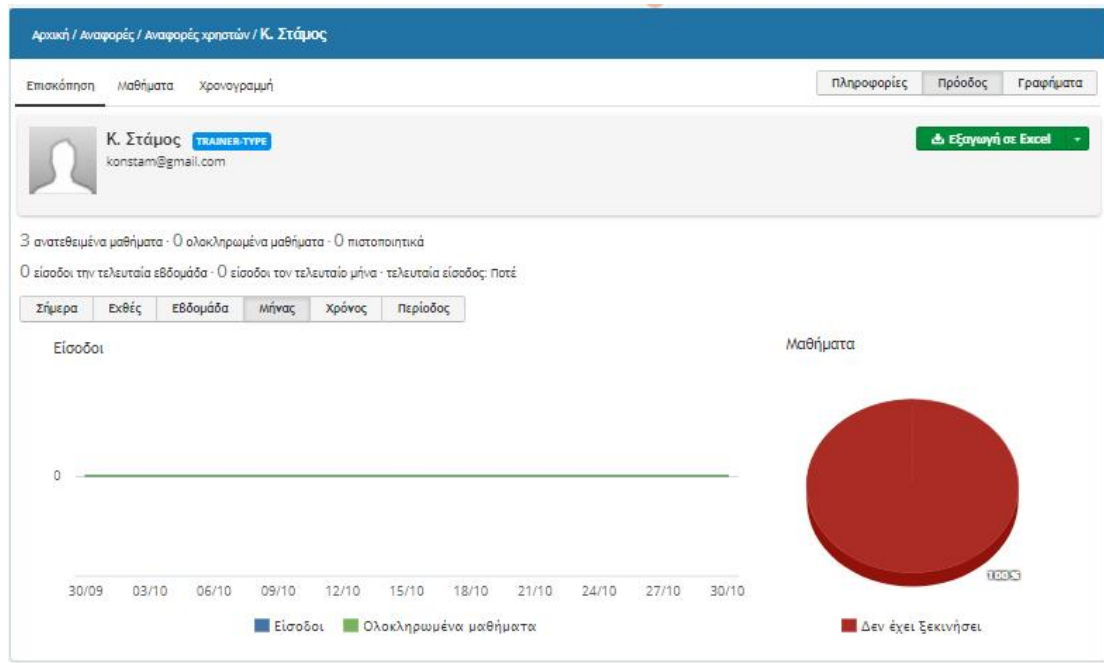 Αρχική / Αναφορές / Αναφορές χρηστών / Κ. Στάμος
Επισκόπηση Μαθήματα Χρονογραμμή
Πληροφορίες Πρόοδος Γραφήματα
Κ. Στάμος TRAINER-TYPE
Εξαγωγή σε Excel
konstam@gmail.com
3 ανατεθειμένα μαθήματα · 0 ολοκληρωμένα μαθήματα · 0 πιστοποιητικά
0 είσοδοι την τελευταία εβδομάδα · 0 είσοδοι τον τελευταίο μήνα · τελευταία είσοδος: Ποτέ
Σήμερα Εχθές Εβδομάδα Μήνας Χρόνος Περίοδος
Είσοδοι
Μαθήματα
0
100%
30/09 03/10 06/10 09/10 12/10 15/10 18/10 21/10 24/10 27/10 30/10
Είσοδοι Ολοκληρωμένα μαθήματα
Δεν έχει ξεκινήσει